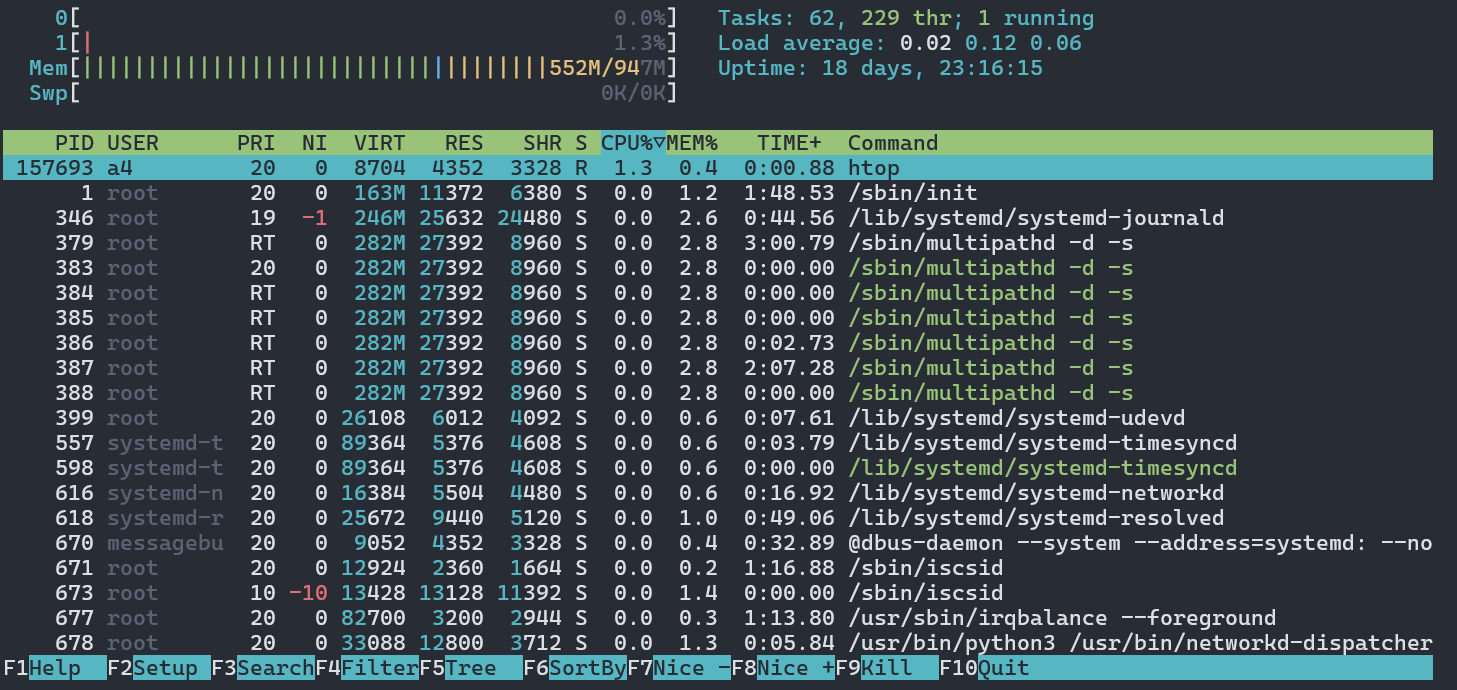 0[ 0.0%] Tasks: 62, 229 thr; 1 running
1[| 1.3%] Load average: 0.02 0.12 0.06
Mem[||||||||||||||||||||||||||||||||||||552M/947M] Uptime: 18 days, 23:16:15
Swp[ 0K/0K]
PID USER PRI NI VIRT RES SHR S CPU%▽MEM% TIME+ Command
157693 a4 20 0 8704 4352 3328 R 1.3 0.4 0:00.88 htop
1 root 20 0 163M 11372 6380 S 0.0 1.2 1:48.53 /sbin/init
346 root 19 -1 246M 25632 24480 S 0.0 2.6 0:44.56 /lib/systemd/systemd-journald
379 root RT 0 282M 27392 8960 S 0.0 2.8 3:00.79 /sbin/multipathd -d -s
383 root 20 0 282M 27392 8960 S 0.0 2.8 0:00.00 /sbin/multipathd -d -s
384 root RT 0 282M 27392 8960 S 0.0 2.8 0:00.00 /sbin/multipathd -d -s
385 root RT 0 282M 27392 8960 S 0.0 2.8 0:00.00 /sbin/multipathd -d -s
386 root RT 0 282M 27392 8960 S 0.0 2.8 0:02.73 /sbin/multipathd -d -s
387 root RT 0 282M 27392 8960 S 0.0 2.8 2:07.28 /sbin/multipathd -d -s
388 root RT 0 282M 27392 8960 S 0.0 2.8 0:00.00 /sbin/multipathd -d -s
399 root 20 0 26108 6012 4092 S 0.0 0.6 0:07.61 /lib/systemd/systemd-udevd
557 systemd-t 20 0 89364 5376 4608 S 0.0 0.6 0:03.79 /lib/systemd/systemd-timesyncd
598 systemd-t 20 0 89364 5376 4608 S 0.0 0.6 0:00.00 /lib/systemd/systemd-timesyncd
616 systemd-n 20 0 16384 5504 4480 S 0.0 0.6 0:16.92 /lib/systemd/systemd-networkd
618 systemd-r 20 0 25672 9440 5120 S 0.0 1.0 0:49.06 /lib/systemd/systemd-resolved
670 messagebu 20 0 9052 4352 3328 S 0.0 0.4 0:32.89 @dbus-daemon --system --address=systemd: --no
671 root 20 0 12924 2360 1664 S 0.0 0.2 1:16.88 /sbin/iscsid
673 root 10 -10 13428 13128 11392 S 0.0 1.4 0:00.00 /sbin/iscsid
677 root 20 0 82700 3200 2944 S 0.0 0.3 1:13.80 /usr/sbin/irqbalance --foreground
678 root 20 0 33088 12800 3712 S 0.0 1.3 0:05.84 /usr/bin/python3 /usr/bin/networkd-dispatcher
F1Help F2Setup F3SearchF4FilterF5Tree F6SortByF7Nice -F8Nice +F9Kill F10Quit